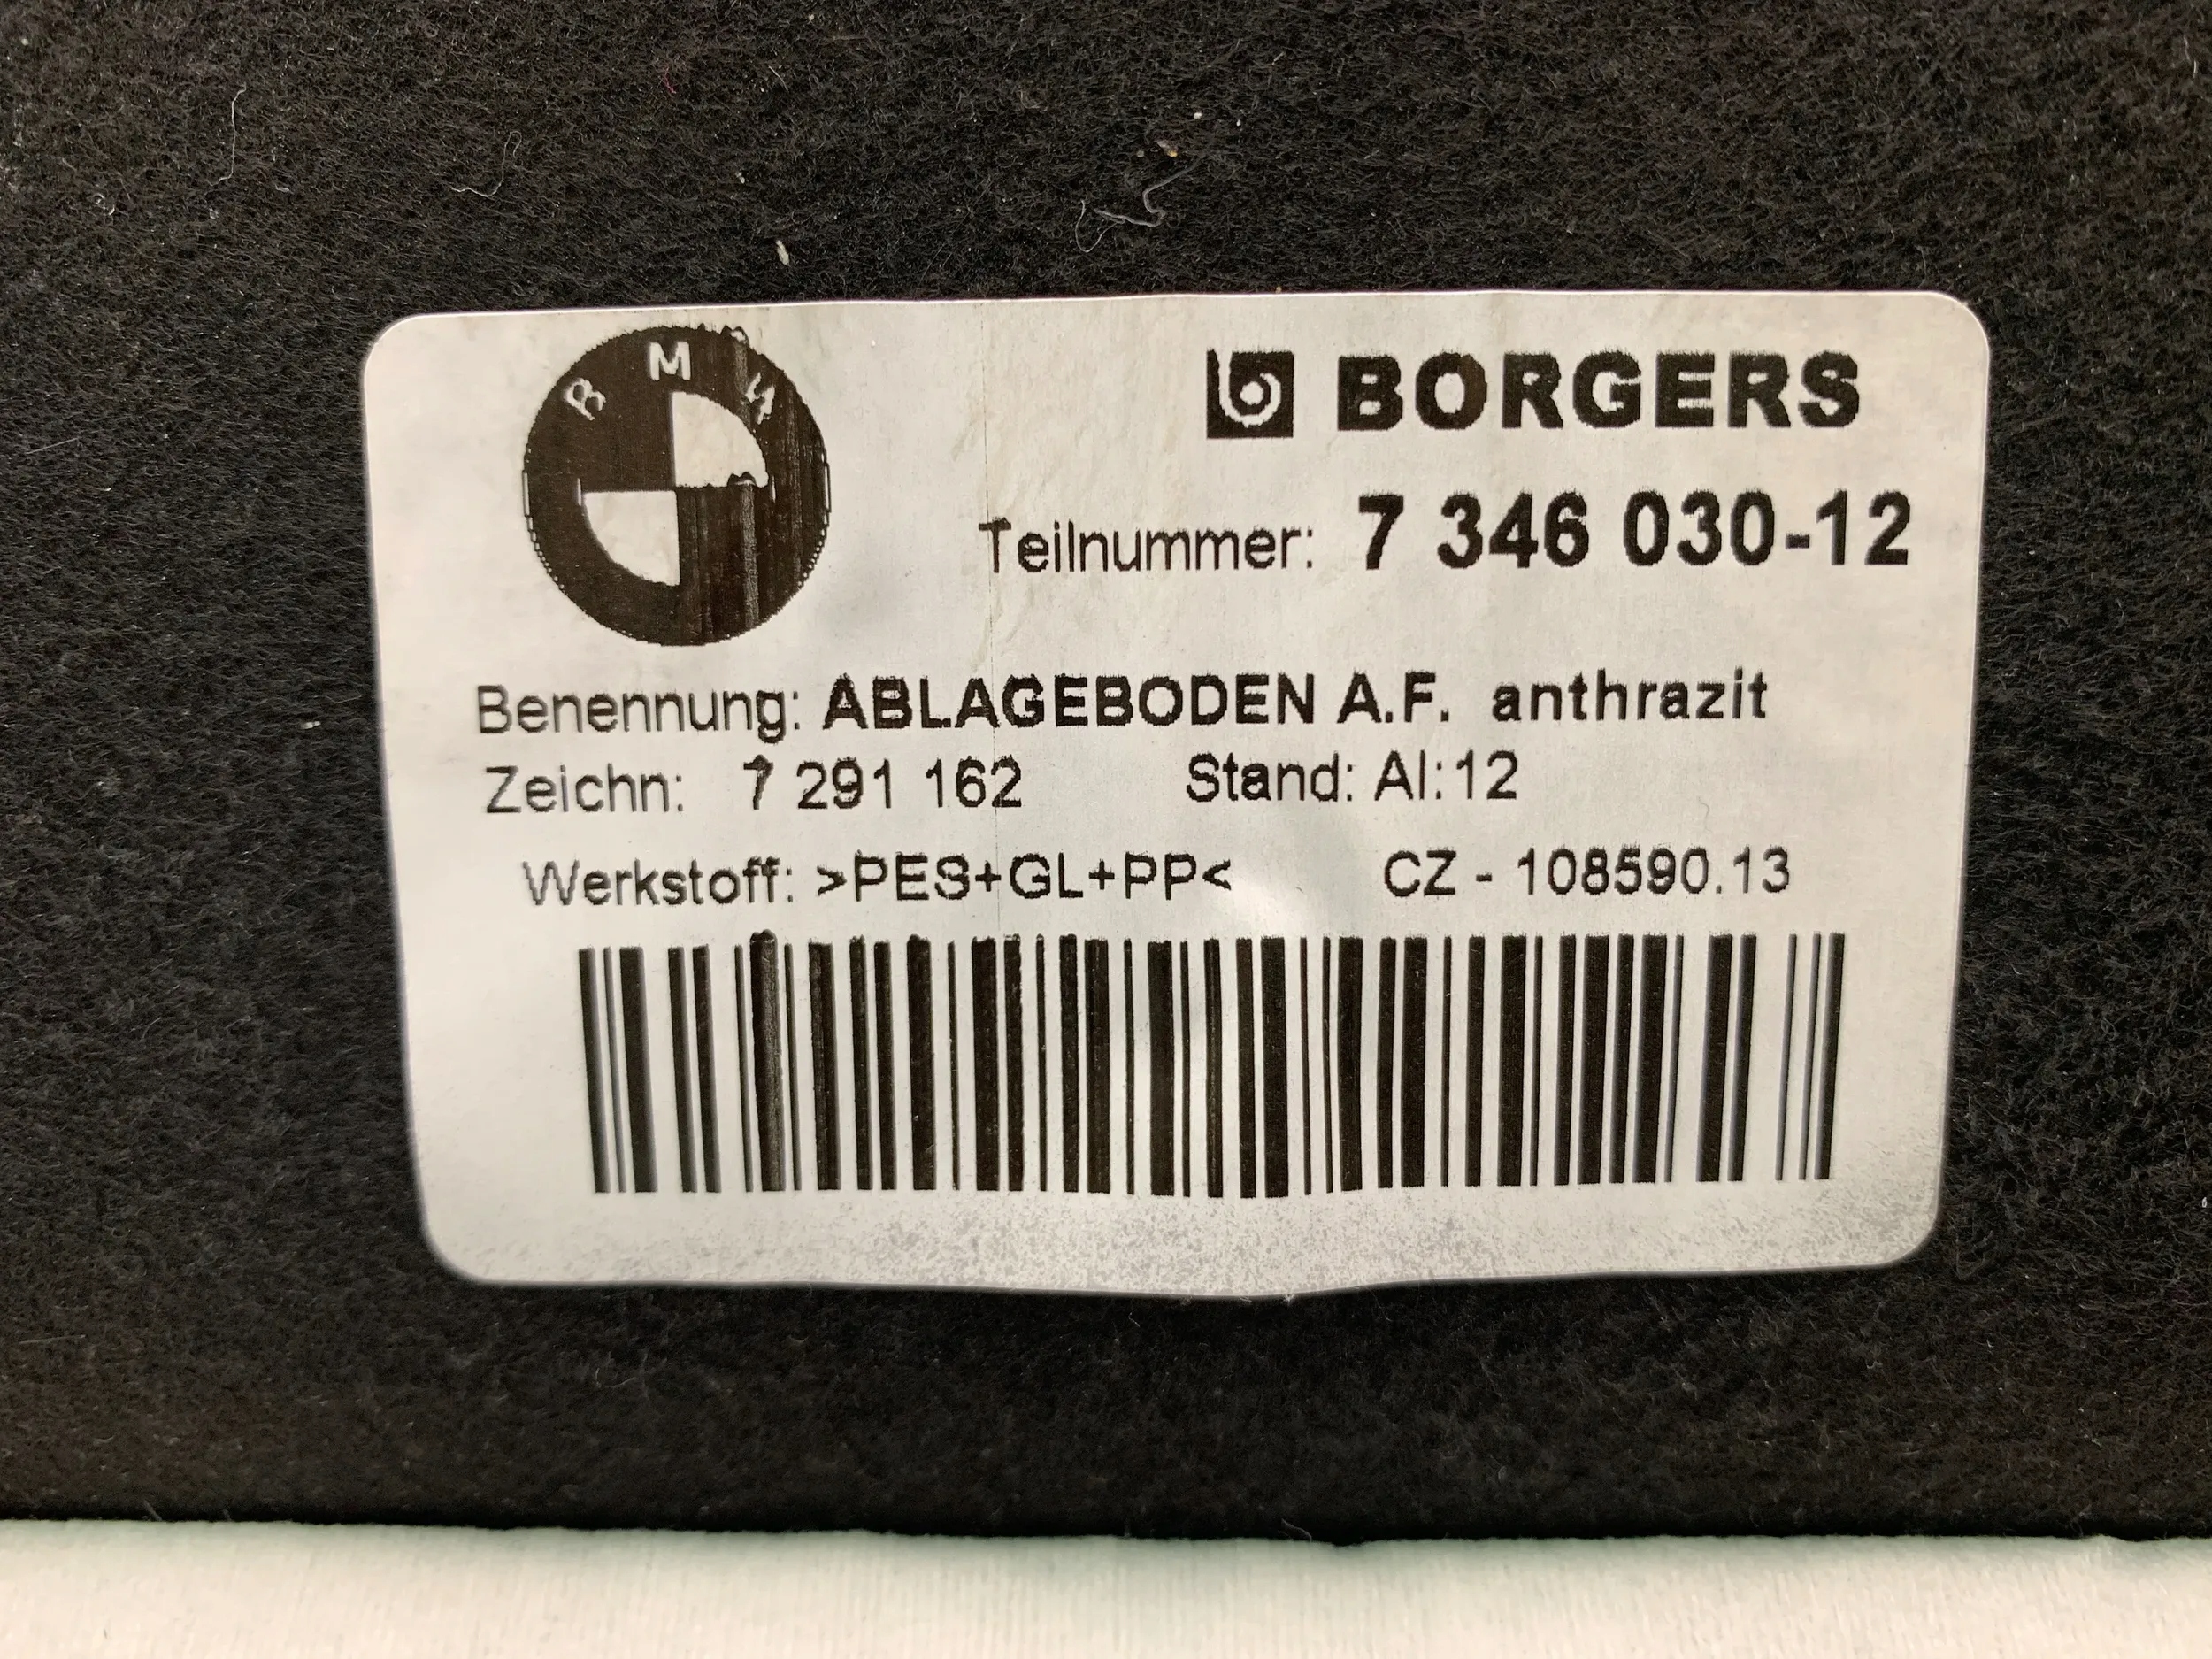 BMW
BORGERS
Teilnummer: 7 346 030-12
Benennung: ABLAGEBODEN A.F. anthrazit
Zeichn: 7 291 162 Stand: AI:12
Werkstoff: >PES+GL+PP< CZ - 108590.13